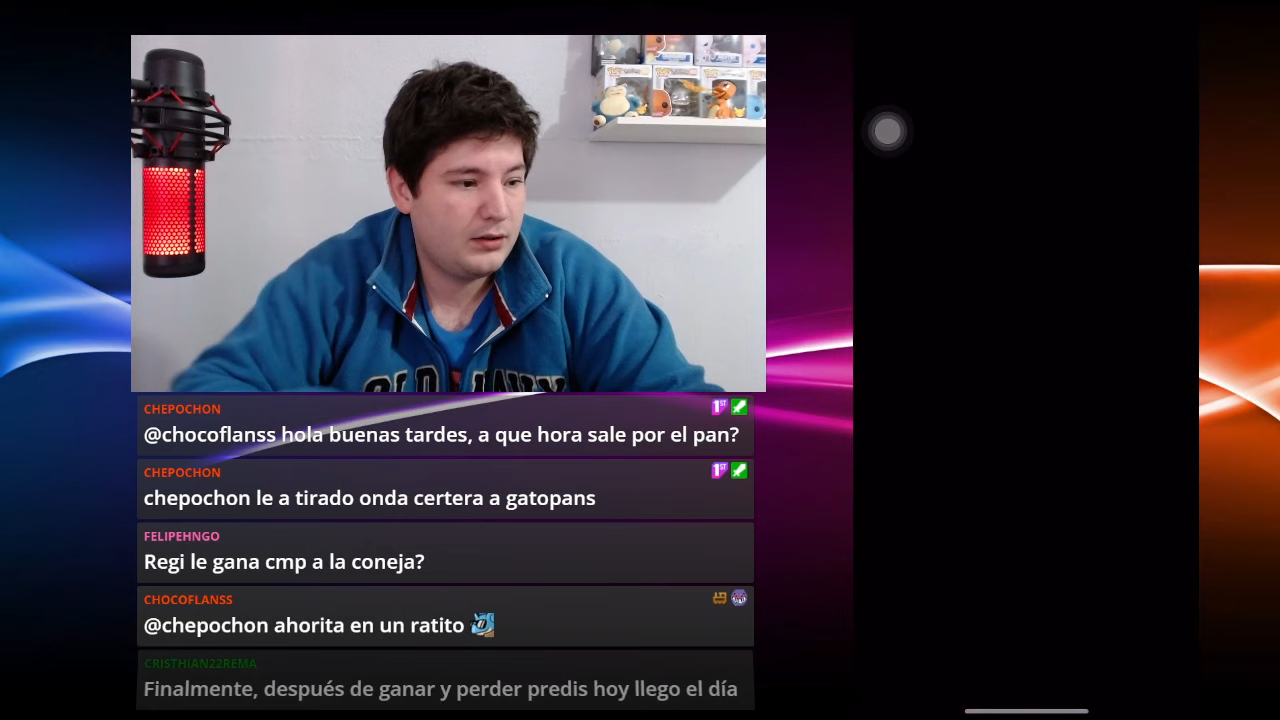 OLD NAVY
CHEPOCHON
@chocoflanss hola buenas tardes, a que hora sale por el pan?
CHEPOCHON
chepochon le a tirado onda certera a gatopans
FELIPEHNGO
Regi le gana cmp a la coneja?
CHOCOFLANSS
@chepochon ahorita en un ratito
CRISTHIAN22REMA
Finalmente, después de ganar y perder predis hoy llego el día